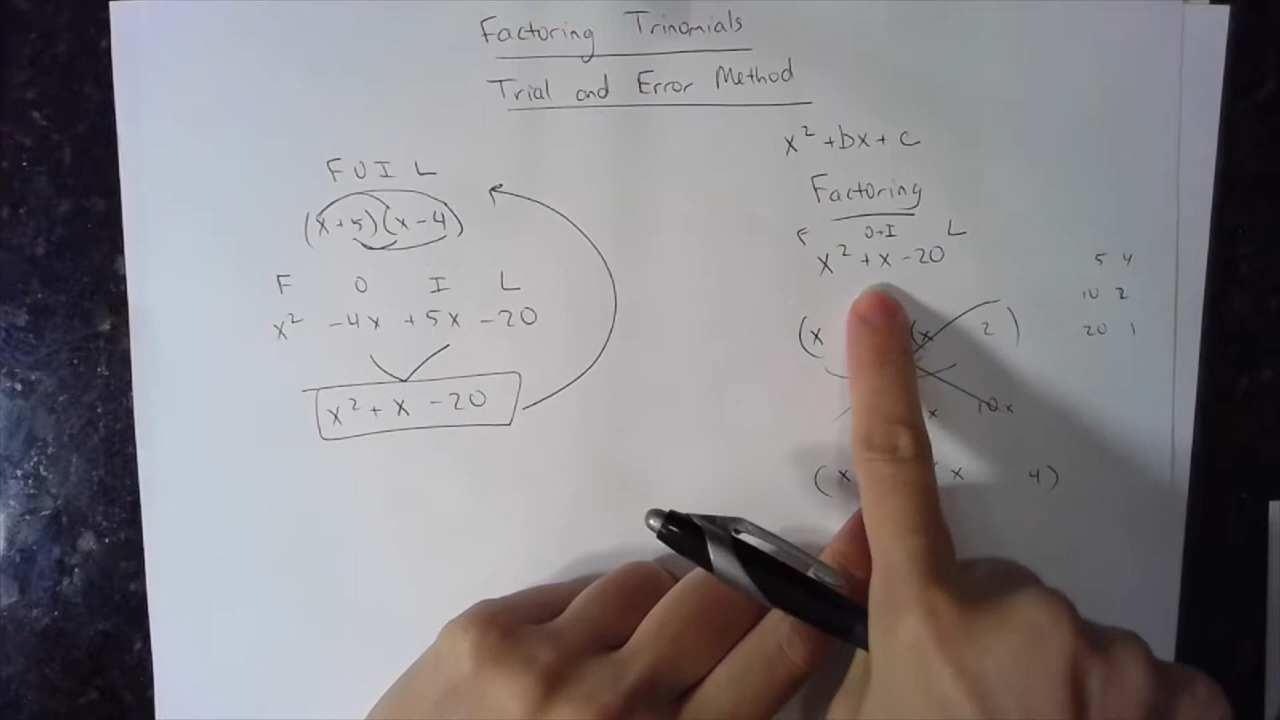 Factoring Trinomials
Trial and Error Method
F O I L
(x+5)(x-4)
F O I L
x² -4x +5x -20
x² + x - 20
x² + bx + c
Factoring
F O+I L
x² + x - 20
(x (x 2)
x 10x
(x x 4)
5 4
10 2
20 1